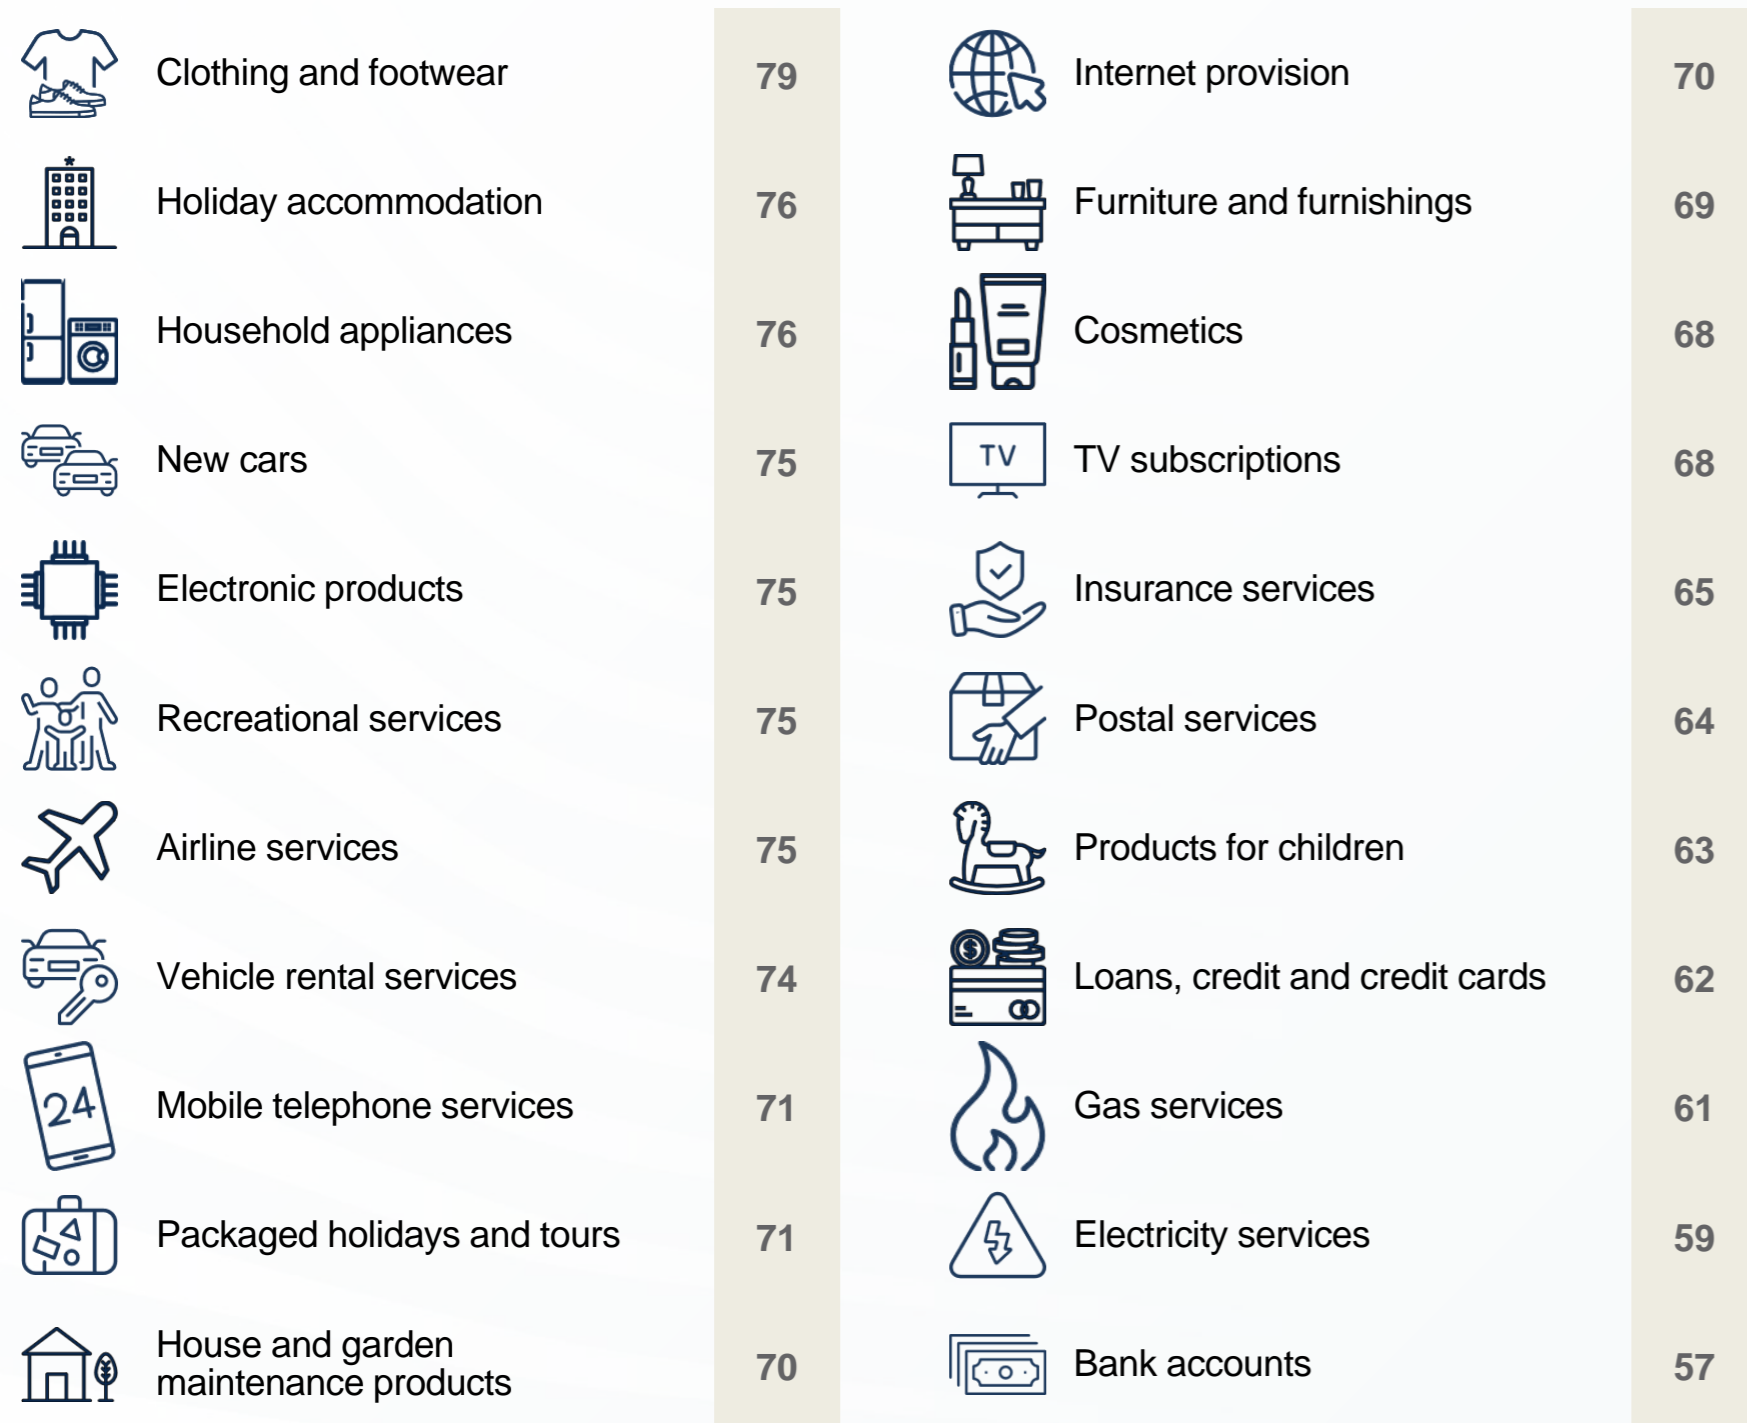 Clothing and footwear 79
Holiday accommodation 76
Household appliances 76
New cars 75
Electronic products 75
Recreational services 75
Airline services 75
Vehicle rental services 74
24
Mobile telephone services 71
Packaged holidays and tours 71
House and garden
maintenance products 70
Internet provision 70
Furniture and furnishings 69
Cosmetics 68
TV
TV subscriptions 68
Insurance services 65
Postal services 64
Products for children 63
$
Loans, credit and credit cards 62
Gas services 61
Electricity services 59
Bank accounts 57